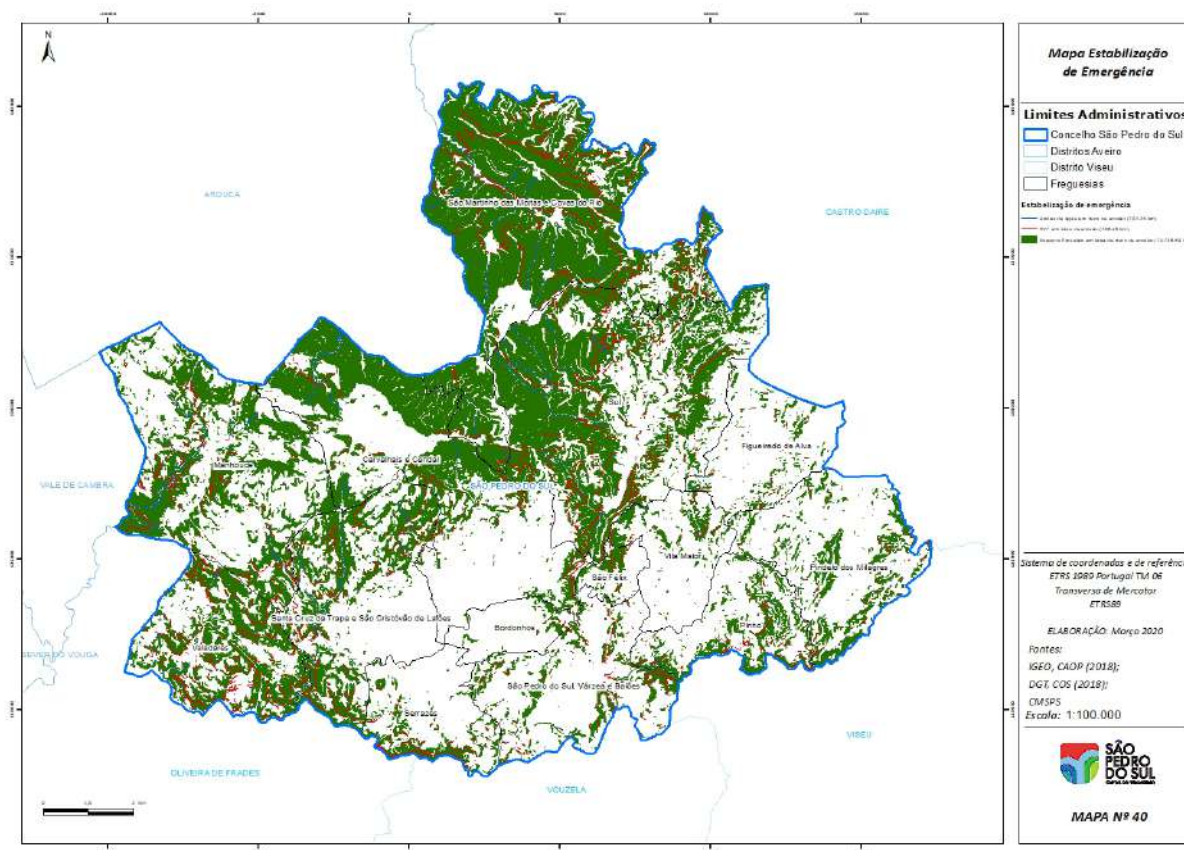 N
Mapa Estabilização
de Emergência
Limites Administrativos
Concelho São Pedro do Sul
Distritos Aveiro
Distrito Viseu
Freguesias
Estabilização de emergência
AROUCA
CASTRO DAIRE
São Martinho das Moitas e Covas do Rio
Sul
Figueiredo de Alva
Manhouce
Carvalhais e Candal
VALE DE CAMBRA
SÃO PEDRO DO SUL
Vila Maior
Pindelo dos Milagres
São Félix
Santa Cruz da Trapa e São Cristóvão de Lafões
Bordonhos
Pinho
Valadares
SEVER DO VOUGA
São Pedro do Sul, Várzea e Baiões
Serrazes
VISEU
OLIVEIRA DE FRADES
VOUZELA
Sistema de coordenadas e de referência
ETRS 1989 Portugal TM 06
Transversa de Mercator
ETRS89
ELABORAÇÃO: Março 2020
Fontes:
IGEO, CAOP (2018);
DGT, COS (2018);
CMSPS
Escala: 1:100.000
SÃO
PEDRO
DO SUL
MAPA Nº 40